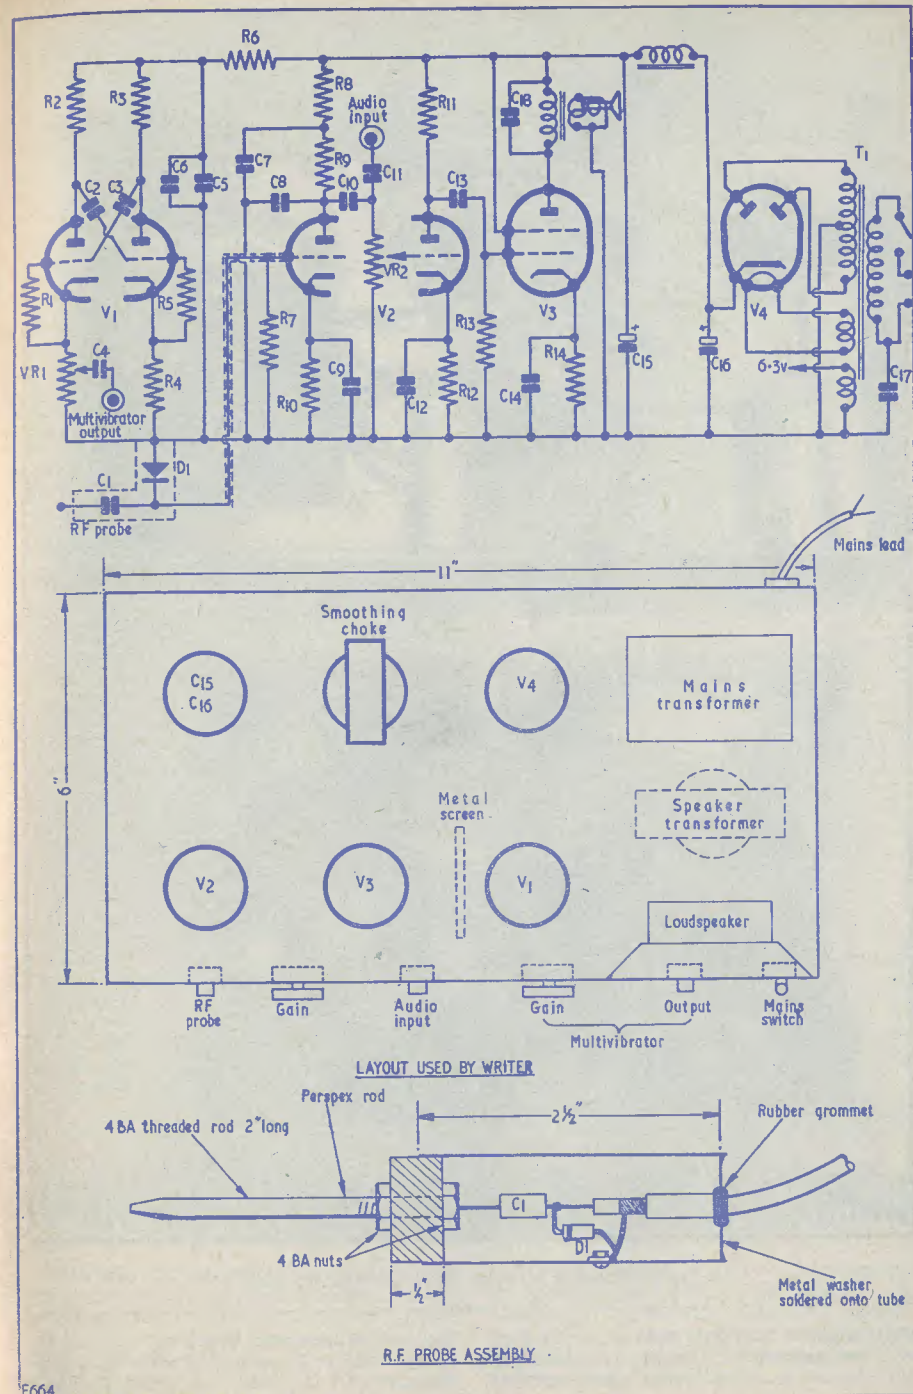 R6
R2
R3
R8
Audio
input
R11
C18
T1
C6
C5
C7
R9
C2
C3
C8
C10
C11
C13
R1
V1
R5
VR2
V2
R7
R13
V3
V4
VR1
C4
R4
R10
C9
C12
R12
C14
R14
C15
C16
6·3v
C17
Multivibrator
output
C1
D1
RF probe
Mains lead
11"
Smoothing
choke
C15
C16
V4
Mains
transformer
6"
Metal
screen
Speaker
transformer
V2
V3
V1
Loudspeaker
RF
probe
Gain
Audio
input
Gain
Output
Mains
switch
Multivibrator
LAYOUT USED BY WRITER
Perspex rod
4 BA threaded rod 2" long
2½"
Rubber grommet
C1
D1
4 BA nuts
½"
Metal washer
soldered onto tube
R.F. PROBE ASSEMBLY
F664